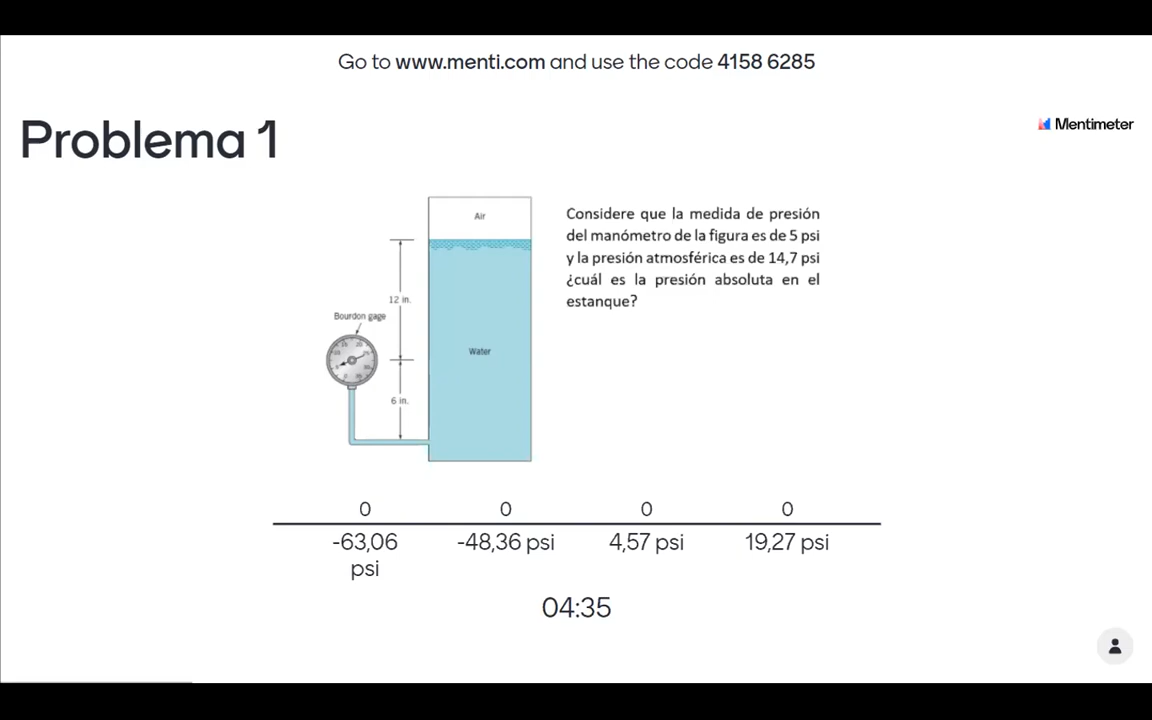 Go to www.menti.com and use the code 4158 6285
Problema 1
Mentimeter
Air
Considere que la medida de presión
del manómetro de la figura es de 5 psi
y la presión atmosférica es de 14,7 psi
¿cuál es la presión absoluta en el
estanque?
12 in.
Bourdon gage
Water
6 in.
0 0 0 0
-63,06 -48,36 psi 4,57 psi 19,27 psi
psi
04:35